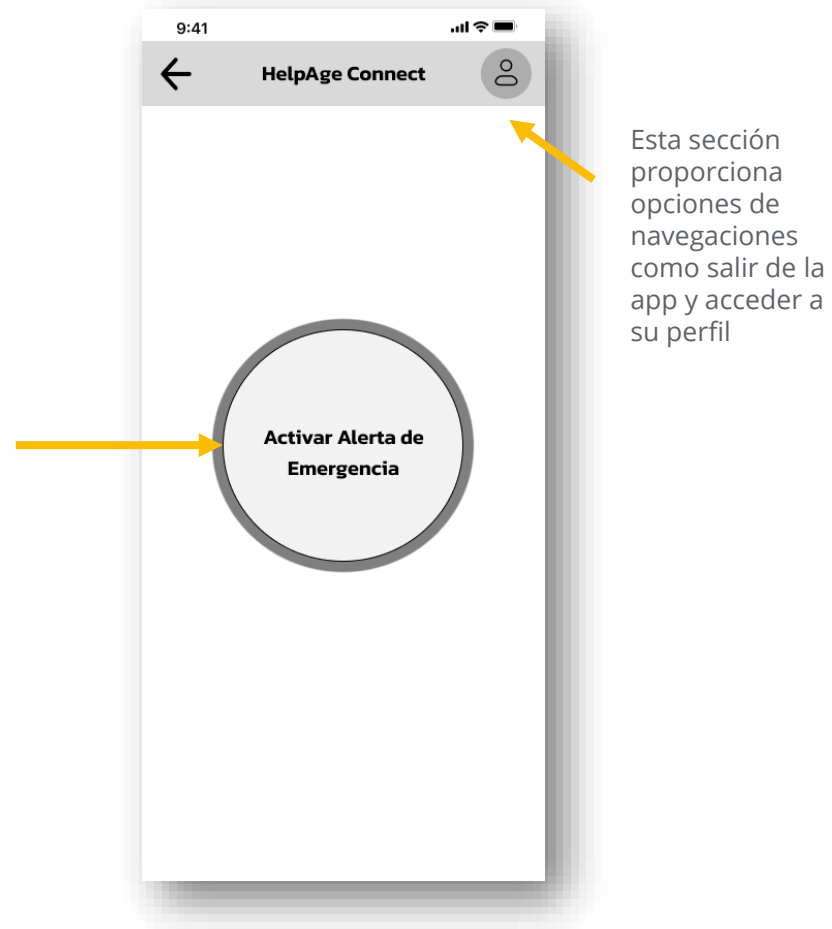 9:41
HelpAge Connect
Esta sección
proporciona
opciones de
navegaciones
como salir de la
app y acceder a
su perfil
Activar Alerta de
Emergencia